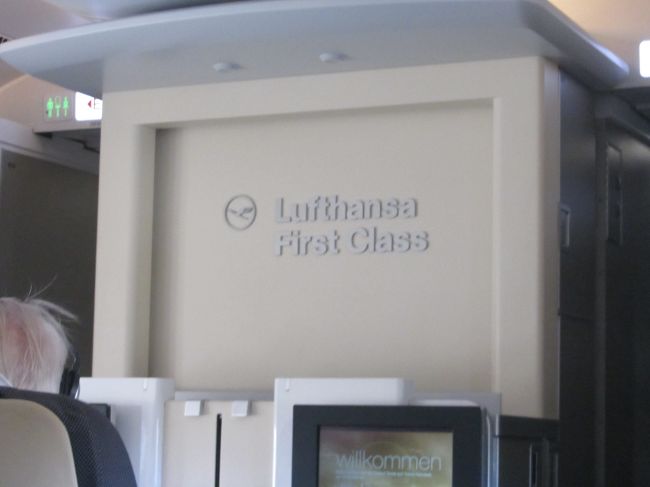 Lufthansa
First Class
willkommen